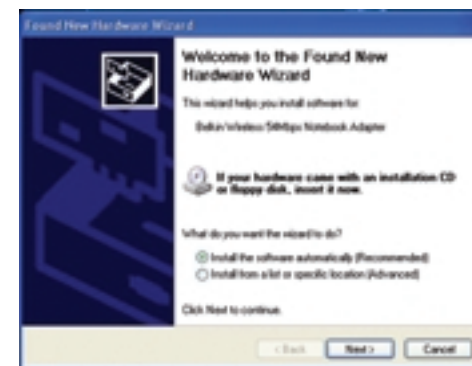 Found New Hardware Wizard
Welcome to the Found New
Hardware Wizard
This wizard helps you install software for:
Belkin Wireless 54Mbps Notebook Adapter
If your hardware came with an installation CD
or floppy disk, insert it now.
What do you want the wizard to do?
Install the software automatically (Recommended)
Install from a list or specific location (Advanced)
Click Next to continue.
< Back
Next >
Cancel